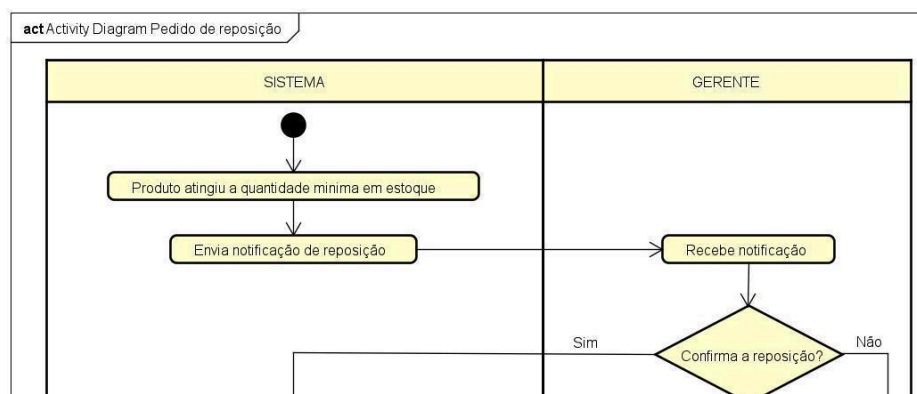 act Activity Diagram Pedido de reposição
SISTEMA
GERENTE
Produto atingiu a quantidade minima em estoque
Envia notificação de reposição
Recebe notificação
Sim
Confirma a reposição?
Não